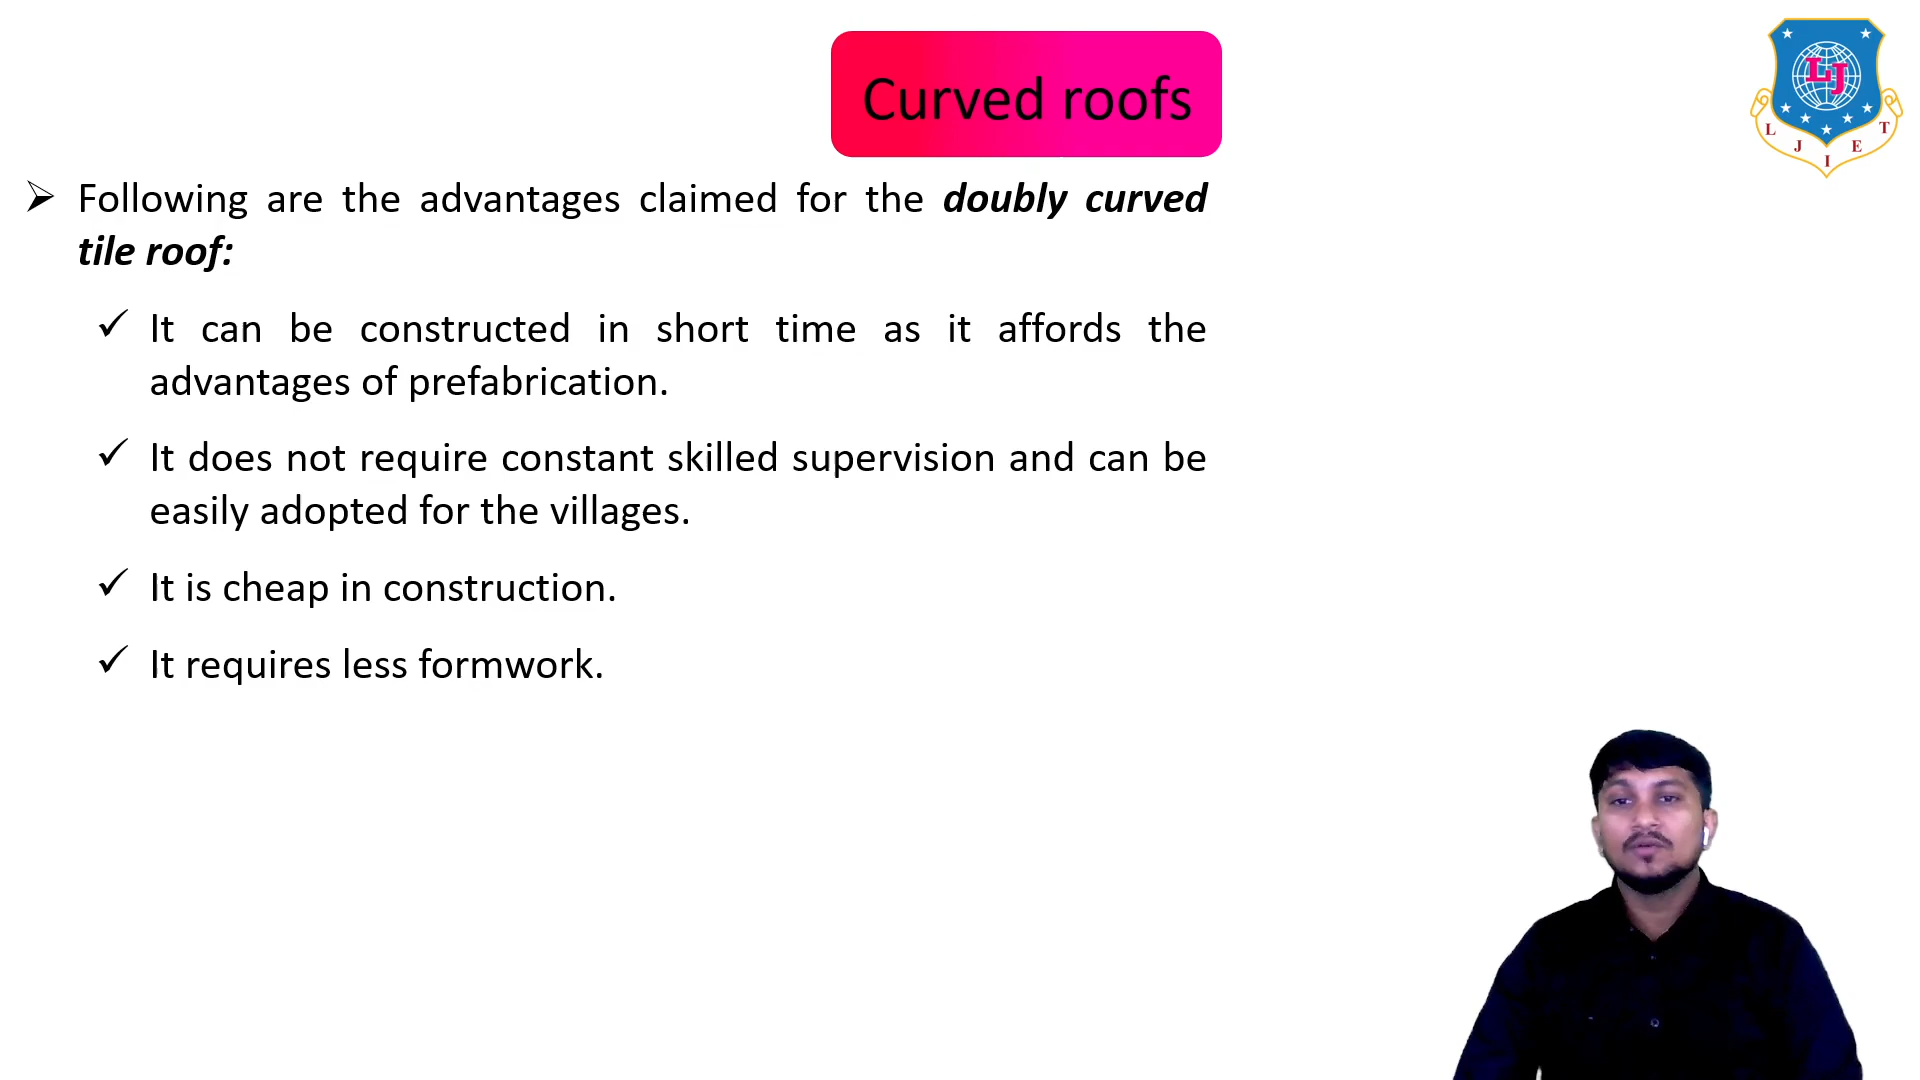 Curved roofs
LJ
L J I E T
➢ Following are the advantages claimed for the doubly curved
tile roof:
✓ It can be constructed in short time as it affords the
advantages of prefabrication.
✓ It does not require constant skilled supervision and can be
easily adopted for the villages.
✓ It is cheap in construction.
✓ It requires less formwork.